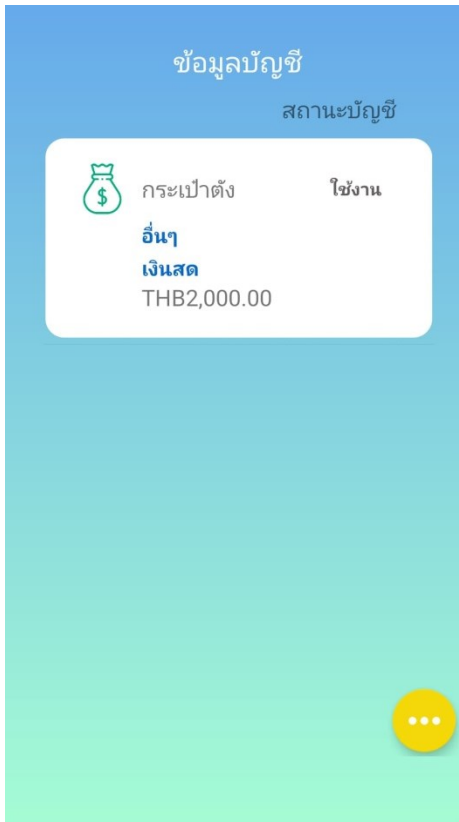 ข้อมูลบัญชี
สถานะบัญชี
กระเป๋าตัง ใช้งาน
อื่นๆ
เงินสด
THB2,000.00